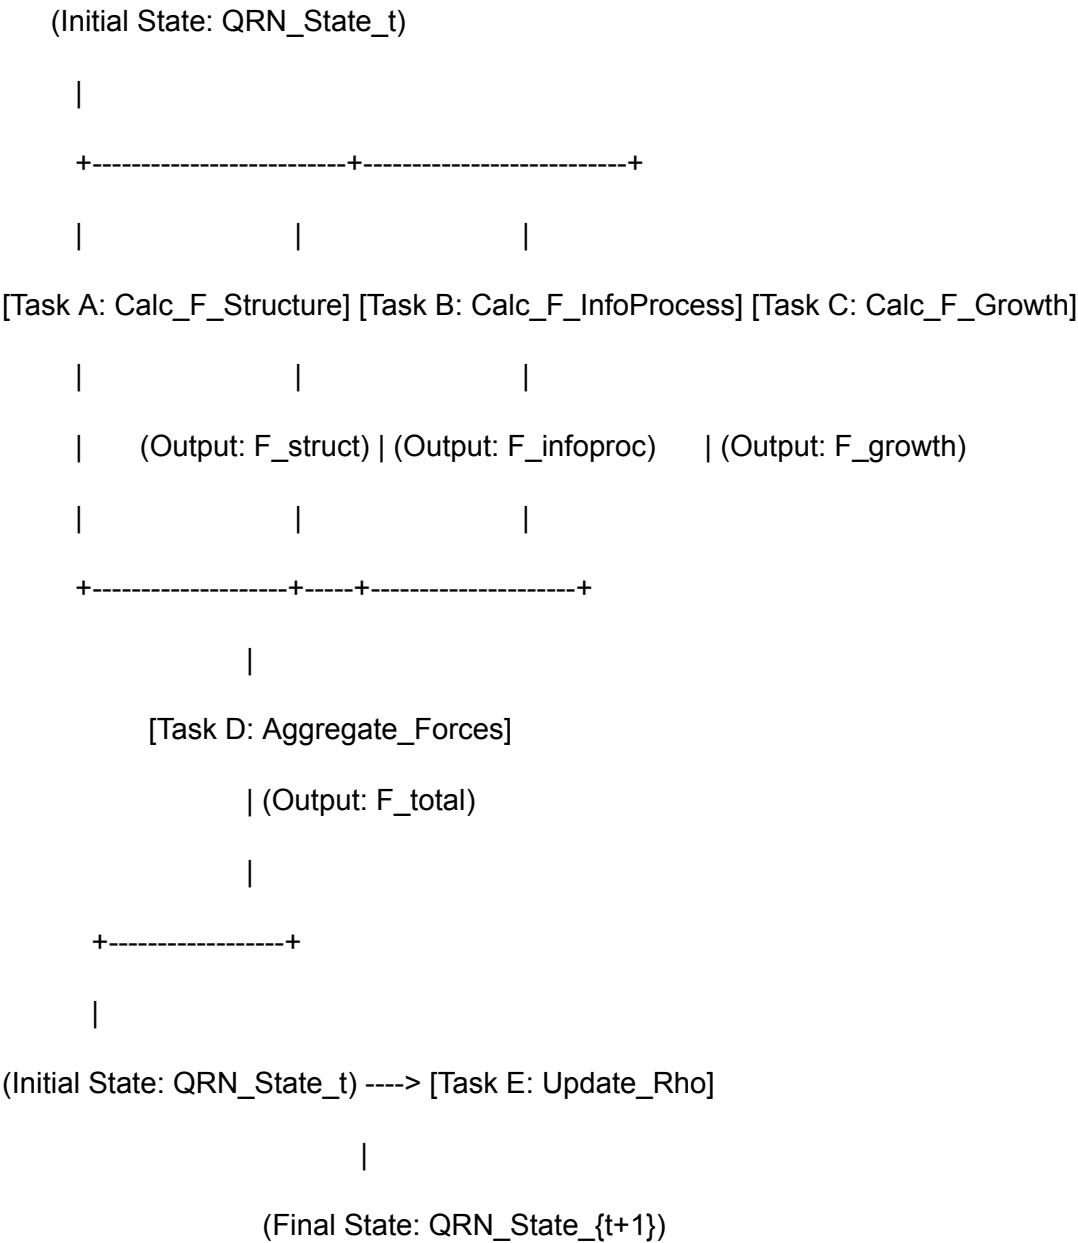 (Initial State: QRN_State_t)
|
+--------------------------+---------------------------+
| | |
[Task A: Calc_F_Structure] [Task B: Calc_F_InfoProcess] [Task C: Calc_F_Growth]
| | |
| (Output: F_struct) | (Output: F_infoproc) | (Output: F_growth)
| | |
+--------------------+-----+---------------------+
|
[Task D: Aggregate_Forces]
| (Output: F_total)
|
+------------------+
|
(Initial State: QRN_State_t) ----> [Task E: Update_Rho]
|
(Final State: QRN_State_{t+1})